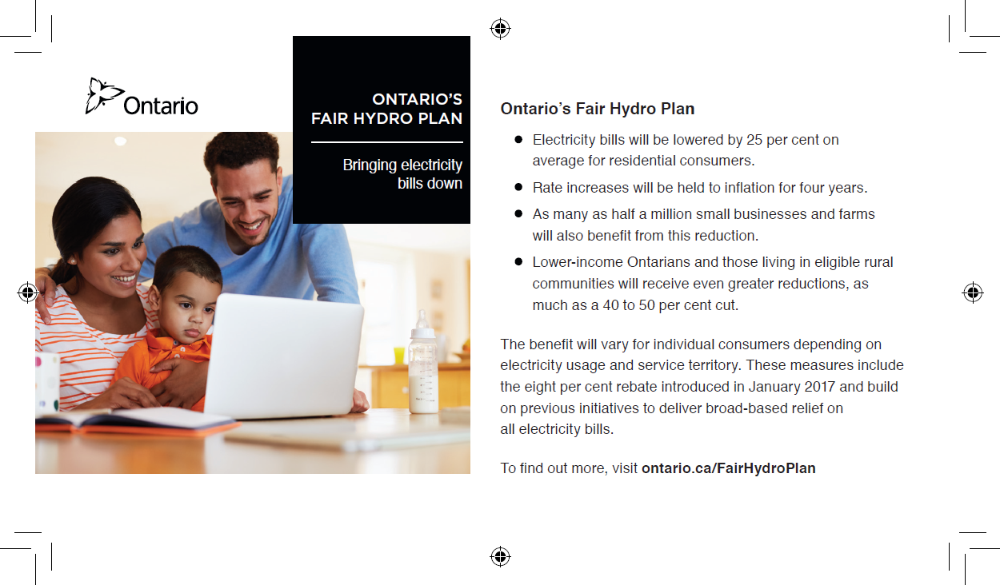 Ontario
ONTARIO'S
FAIR HYDRO PLAN
Bringing electricity
bills down
Ontario's Fair Hydro Plan
● Electricity bills will be lowered by 25 per cent on
average for residential consumers.
● Rate increases will be held to inflation for four years.
● As many as half a million small businesses and farms
will also benefit from this reduction.
● Lower-income Ontarians and those living in eligible rural
communities will receive even greater reductions, as
much as a 40 to 50 per cent cut.
The benefit will vary for individual consumers depending on
electricity usage and service territory. These measures include
the eight per cent rebate introduced in January 2017 and build
on previous initiatives to deliver broad-based relief on
all electricity bills.
To find out more, visit ontario.ca/FairHydroPlan